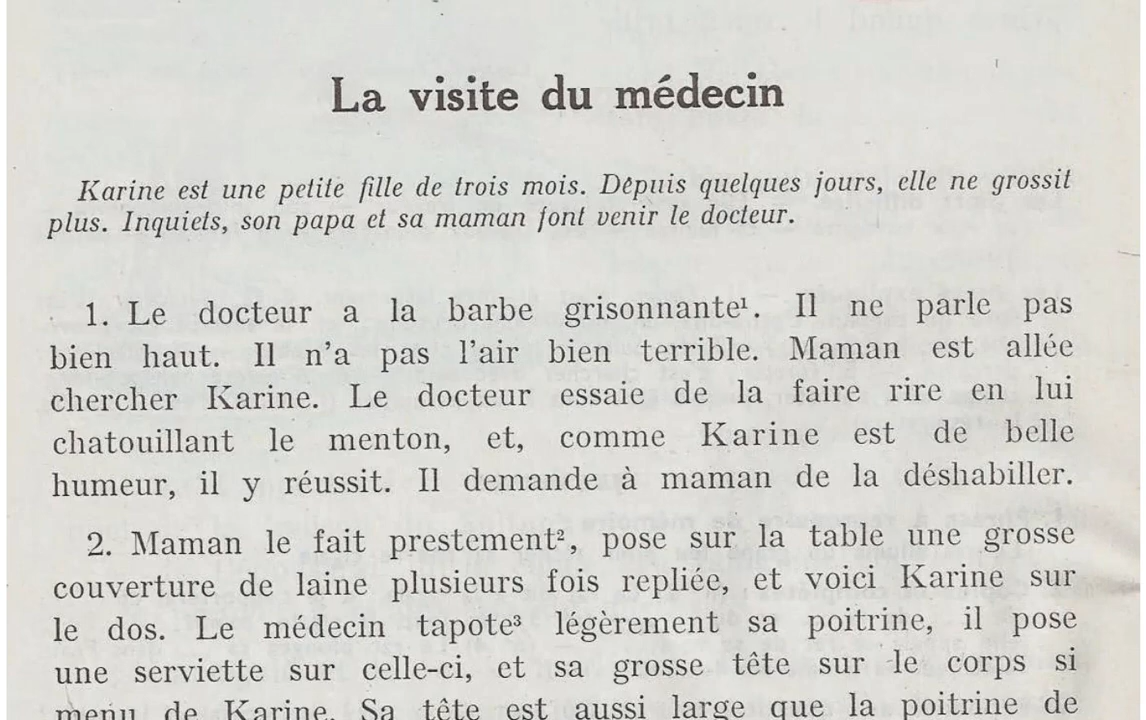 La visite du médecin
Karine est une petite fille de trois mois. Depuis quelques jours, elle ne grossit
plus. Inquiets, son papa et sa maman font venir le docteur.
1. Le docteur a la barbe grisonnante¹. Il ne parle pas
bien haut. Il n’a pas l’air bien terrible. Maman est allée
chercher Karine. Le docteur essaie de la faire rire en lui
chatouillant le menton, et, comme Karine est de belle
humeur, il y réussit. Il demande à maman de la déshabiller.
2. Maman le fait prestement², pose sur la table une grosse
couverture de laine plusieurs fois repliée, et voici Karine sur
le dos. Le médecin tapote³ légèrement sa poitrine, il pose
une serviette sur celle-ci, et sa grosse tête sur le corps si
menu de Karine. Sa tête est aussi large que la poitrine de